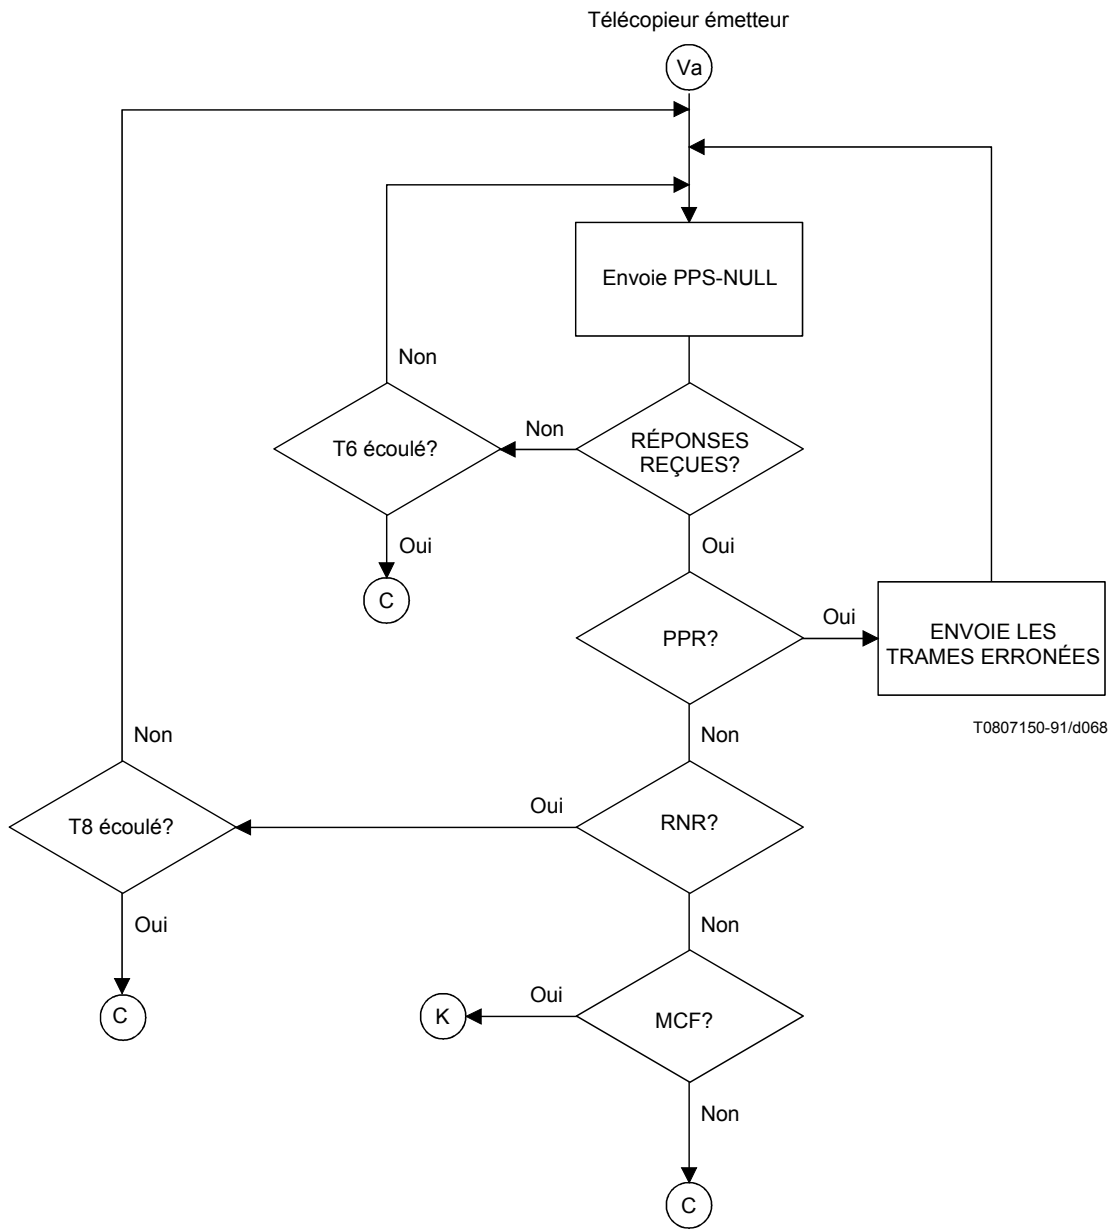 Télécopieur émetteur
Va
Envoie PPS-NULL
Non
T6 écoulé?
Non
RÉPONSES
REÇUES?
Oui
Oui
C
PPR?
Oui
ENVOIE LES
TRAMES ERRONÉES
T0807150-91/d068
Non
Non
T8 écoulé?
Oui
RNR?
Oui
Non
C
K
Oui
MCF?
Non
C